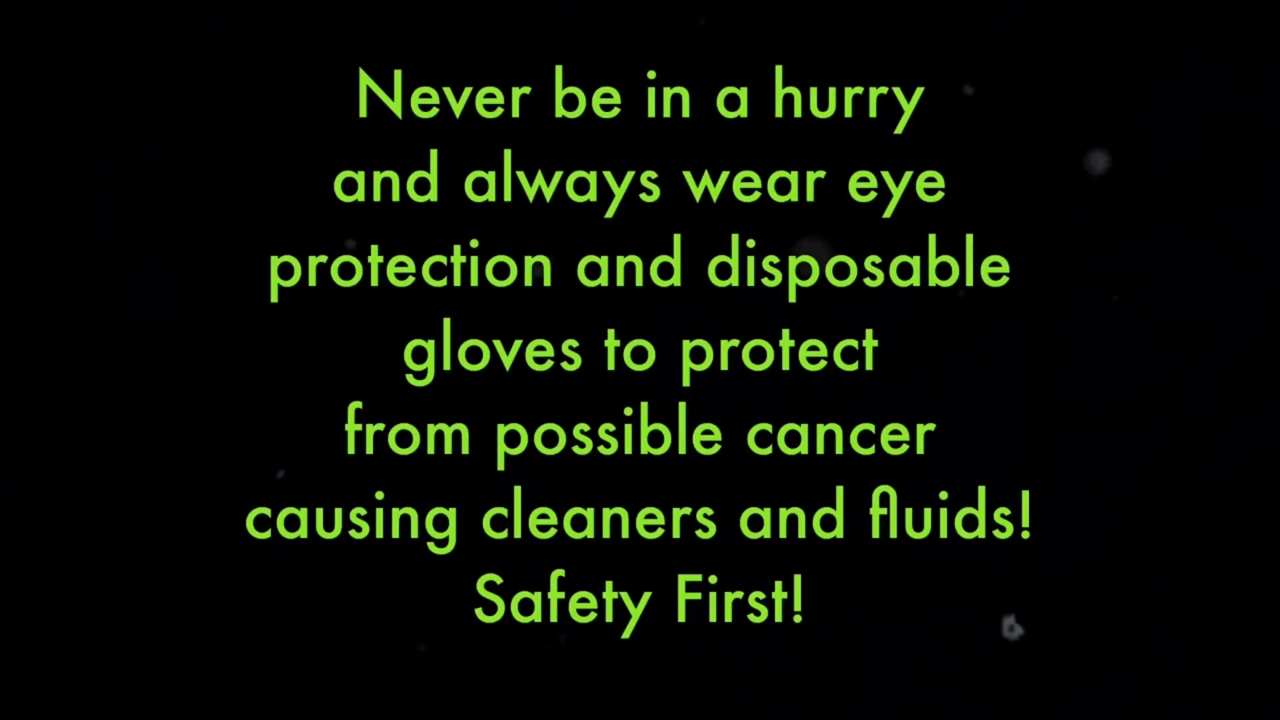 Never be in a hurry
and always wear eye
protection and disposable
gloves to protect
from possible cancer
causing cleaners and fluids!
Safety First!